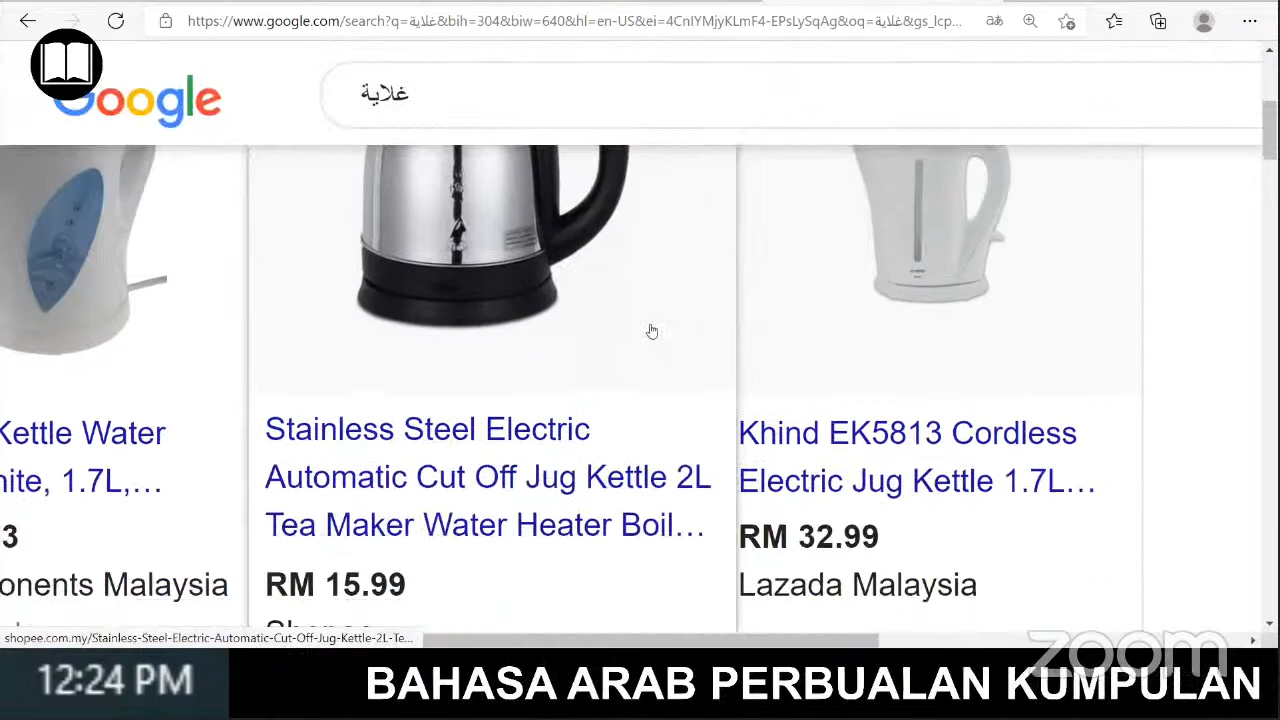 https://www.google.com/search?q=غلاية&bih=304&biw=640&hl=en-US&ei=4CnIYMjyKLmF4-EPsLySqAg&oq=غلاية&gs_lcp...
Google
غلاية
Kettle Water
ite, 1.7L,...
3
onents Malaysia
Stainless Steel Electric
Automatic Cut Off Jug Kettle 2L
Tea Maker Water Heater Boil...
RM 15.99
Khind EK5813 Cordless
Electric Jug Kettle 1.7L...
RM 32.99
Lazada Malaysia
shopee.com.my/Stainless-Steel-Electric-Automatic-Cut-Off-Jug-Kettle-2L-Te...
zoom
12:24 PM
BAHASA ARAB PERBUALAN KUMPULAN